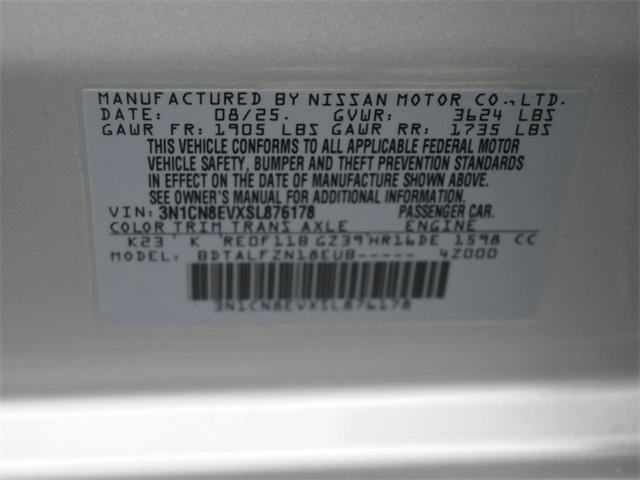 MANUFACTURED BY NISSAN MOTOR CO.,LTD.
DATE: 08/25. GVWR: 3624 LBS
GAWR FR: 1905 LBS GAWR RR: 1735 LBS
THIS VEHICLE CONFORMS TO ALL APPLICABLE FEDERAL MOTOR
VEHICLE SAFETY, BUMPER AND THEFT PREVENTION STANDARDS
IN EFFECT ON THE DATE OF MANUFACTURE SHOWN ABOVE.
SEE OWNER'S MANUAL FOR ADDITIONAL INFORMATION.
VIN: 3N1CN8EVXSL876178 PASSENGER CAR.
COLOR TRIM TRANS AXLE ENGINE
K23 K RE0F11B GZ39 HR16DE 1598 CC
MODEL: BDTALFZN18EUB----- 4Z000
3N1CN8EVXSL876178